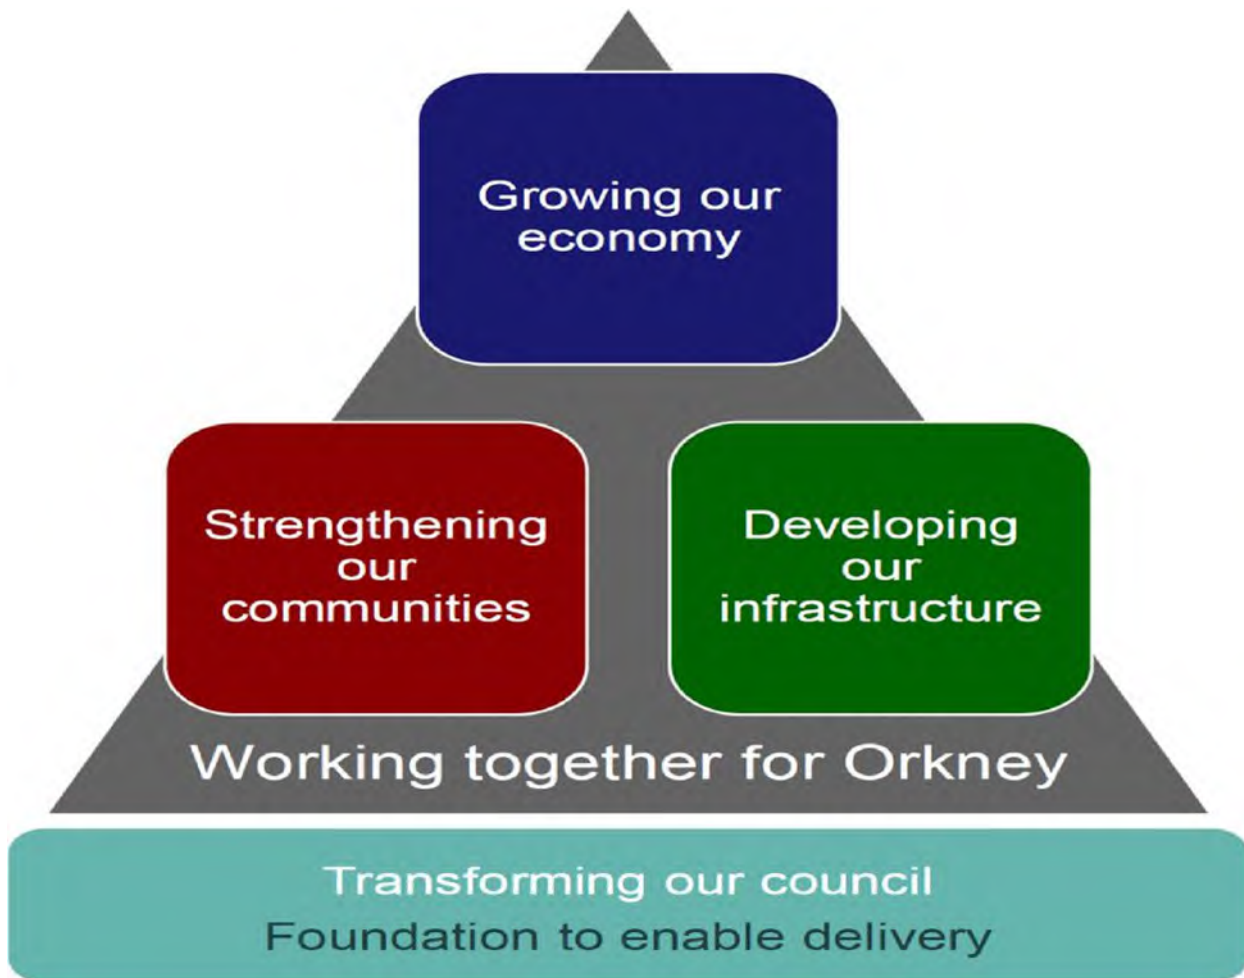 Growing our
economy
Strengthening
our
communities
Developing
our
infrastructure
Working together for Orkney
Transforming our council
Foundation to enable delivery